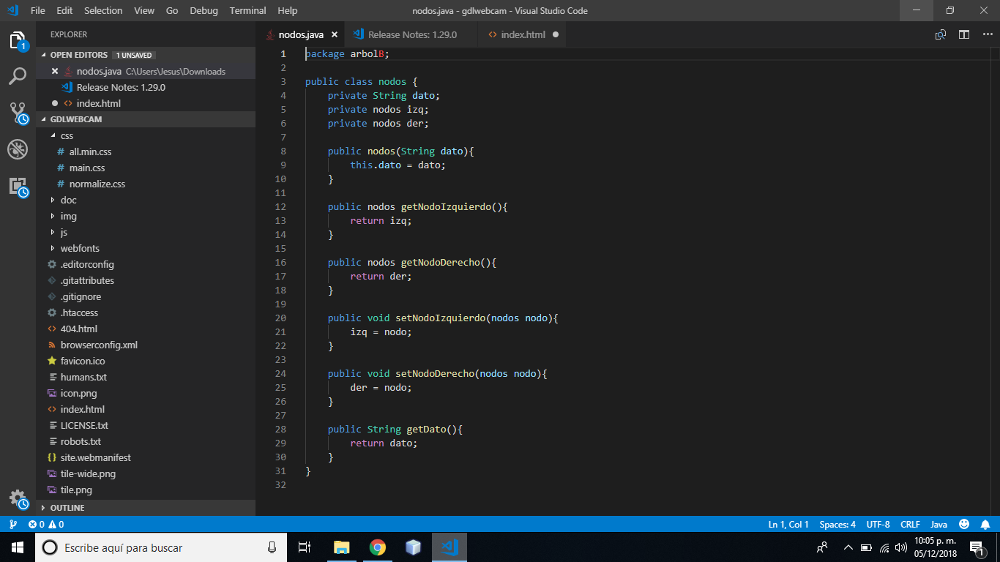 File Edit Selection View Go Debug Terminal Help nodos.java - gdlwebcam - Visual Studio Code
EXPLORER
OPEN EDITORS 1 UNSAVED
nodos.java C:\Users\Jesus\Downloads
Release Notes: 1.29.0
index.html
GDLWEBCAM
css
all.min.css
main.css
normalize.css
doc
img
js
webfonts
.editorconfig
.gitattributes
.gitignore
.htaccess
404.html
browserconfig.xml
favicon.ico
humans.txt
icon.png
index.html
LICENSE.txt
robots.txt
site.webmanifest
tile-wide.png
tile.png
OUTLINE
nodos.java Release Notes: 1.29.0 index.html
1 package arbolB;
2
3 public class nodos {
4 private String dato;
5 private nodos izq;
6 private nodos der;
7
8 public nodos(String dato){
9 this.dato = dato;
10 }
11
12 public nodos getNodoIzquierdo(){
13 return izq;
14 }
15
16 public nodos getNodoDerecho(){
17 return der;
18 }
19
20 public void setNodoIzquierdo(nodos nodo){
21 izq = nodo;
22 }
23
24 public void setNodoDerecho(nodos nodo){
25 der = nodo;
26 }
27
28 public String getDato(){
29 return dato;
30 }
31 }
32
1
0 0 Ln 1, Col 1 Spaces: 4 UTF-8 CRLF Java
Escribe aquí para buscar
10:05 p. m.
05/12/2018
1